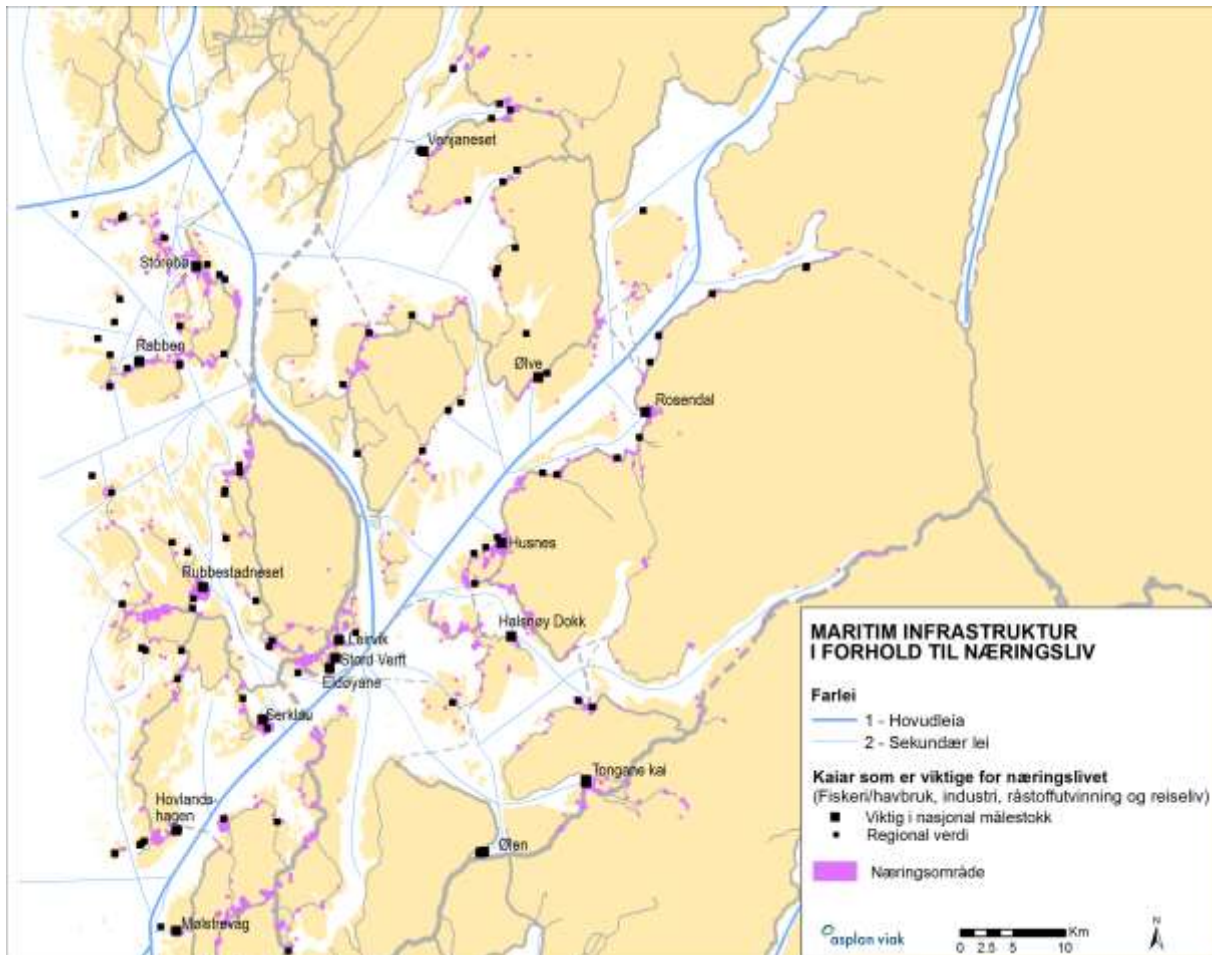 Venjaneset
Storebø
Rabben
Ølve
Rosendal
Husnes
Rubbestadneset
Halsnøy Dokk
Leirvik
Stord Verft
Eldøyane
Serklau
Tongane kai
Hovlands-
hagen
Ølen
Mølstrevåg
MARITIM INFRASTRUKTUR
I FORHOLD TIL NÆRINGSLIV
Farlei
1 - Hovudleia
2 - Sekundær lei
Kaiar som er viktige for næringslivet
(Fiskeri/havbruk, industri, råstoffutvinning og reiseliv)
Viktig i nasjonal målestokk
Regional verdi
Næringsområde
asplan viak
Km
0 2.5 5 10
N